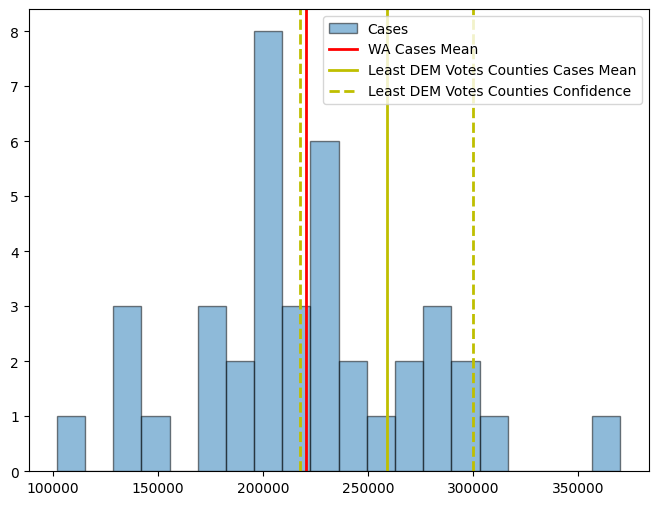 Cases
WA Cases Mean
Least DEM Votes Counties Cases Mean
Least DEM Votes Counties Confidence
8
7
6
5
4
3
2
1
0
100000 150000 200000 250000 300000 350000